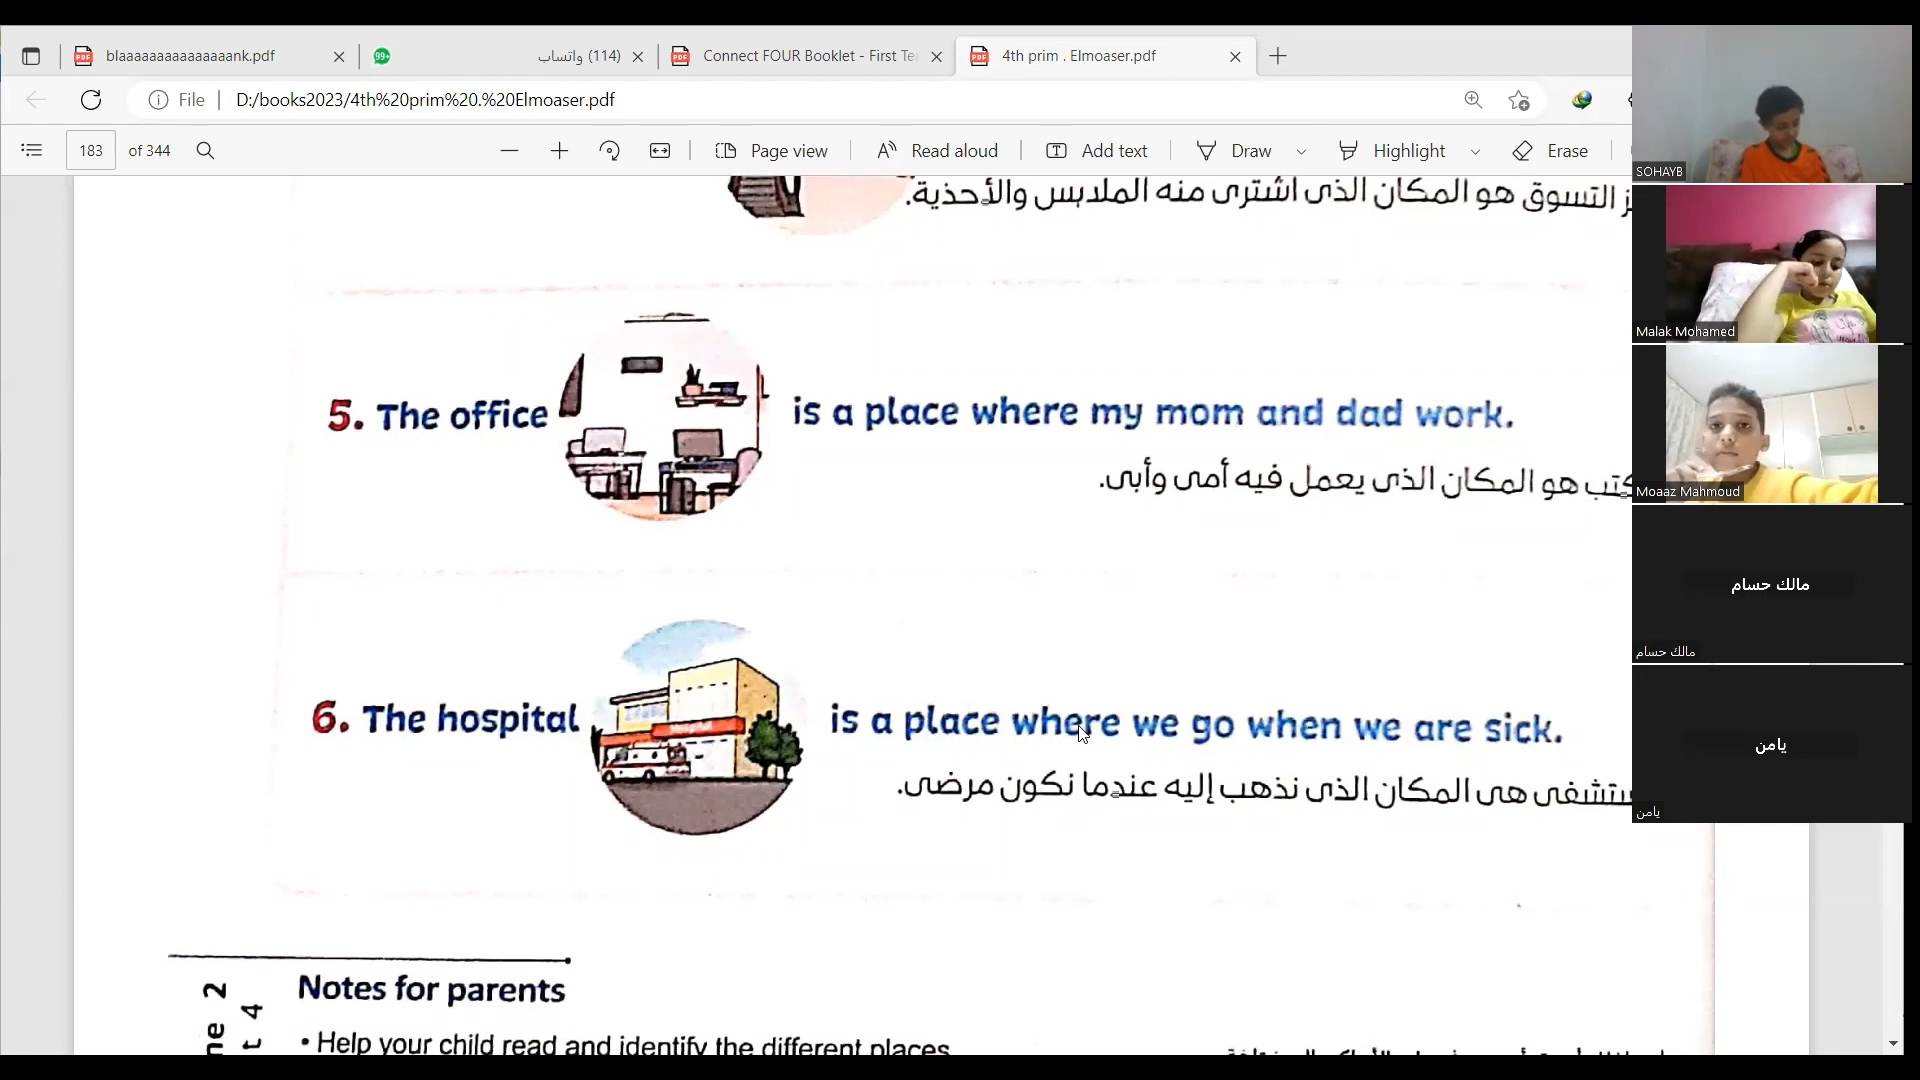 blaaaaaaaaaaaaaaaank.pdf
99+
(114) واتساب
Connect FOUR Booklet - First Te
4th prim . Elmoaser.pdf
File
D:/books2023/4th%20prim%20.%20Elmoaser.pdf
183 of 344
Page view
Read aloud
Add text
Draw
Highlight
Erase
التسوق هو المكان الذى اشترى منه الملابس والأحذية.
5. The office is a place where my mom and dad work.
هو المكان الذى يعمل فيه أمى وأبى.
6. The hospital is a place where we go when we are sick.
هى المكان الذى نذهب إليه عندما نكون مرضى.
2
4
Notes for parents
• Help your child read and identify the different places
SOHAYB
Malak Mohamed
Moaaz Mahmoud
مالك حسام
مالك حسام
يامن
يامن